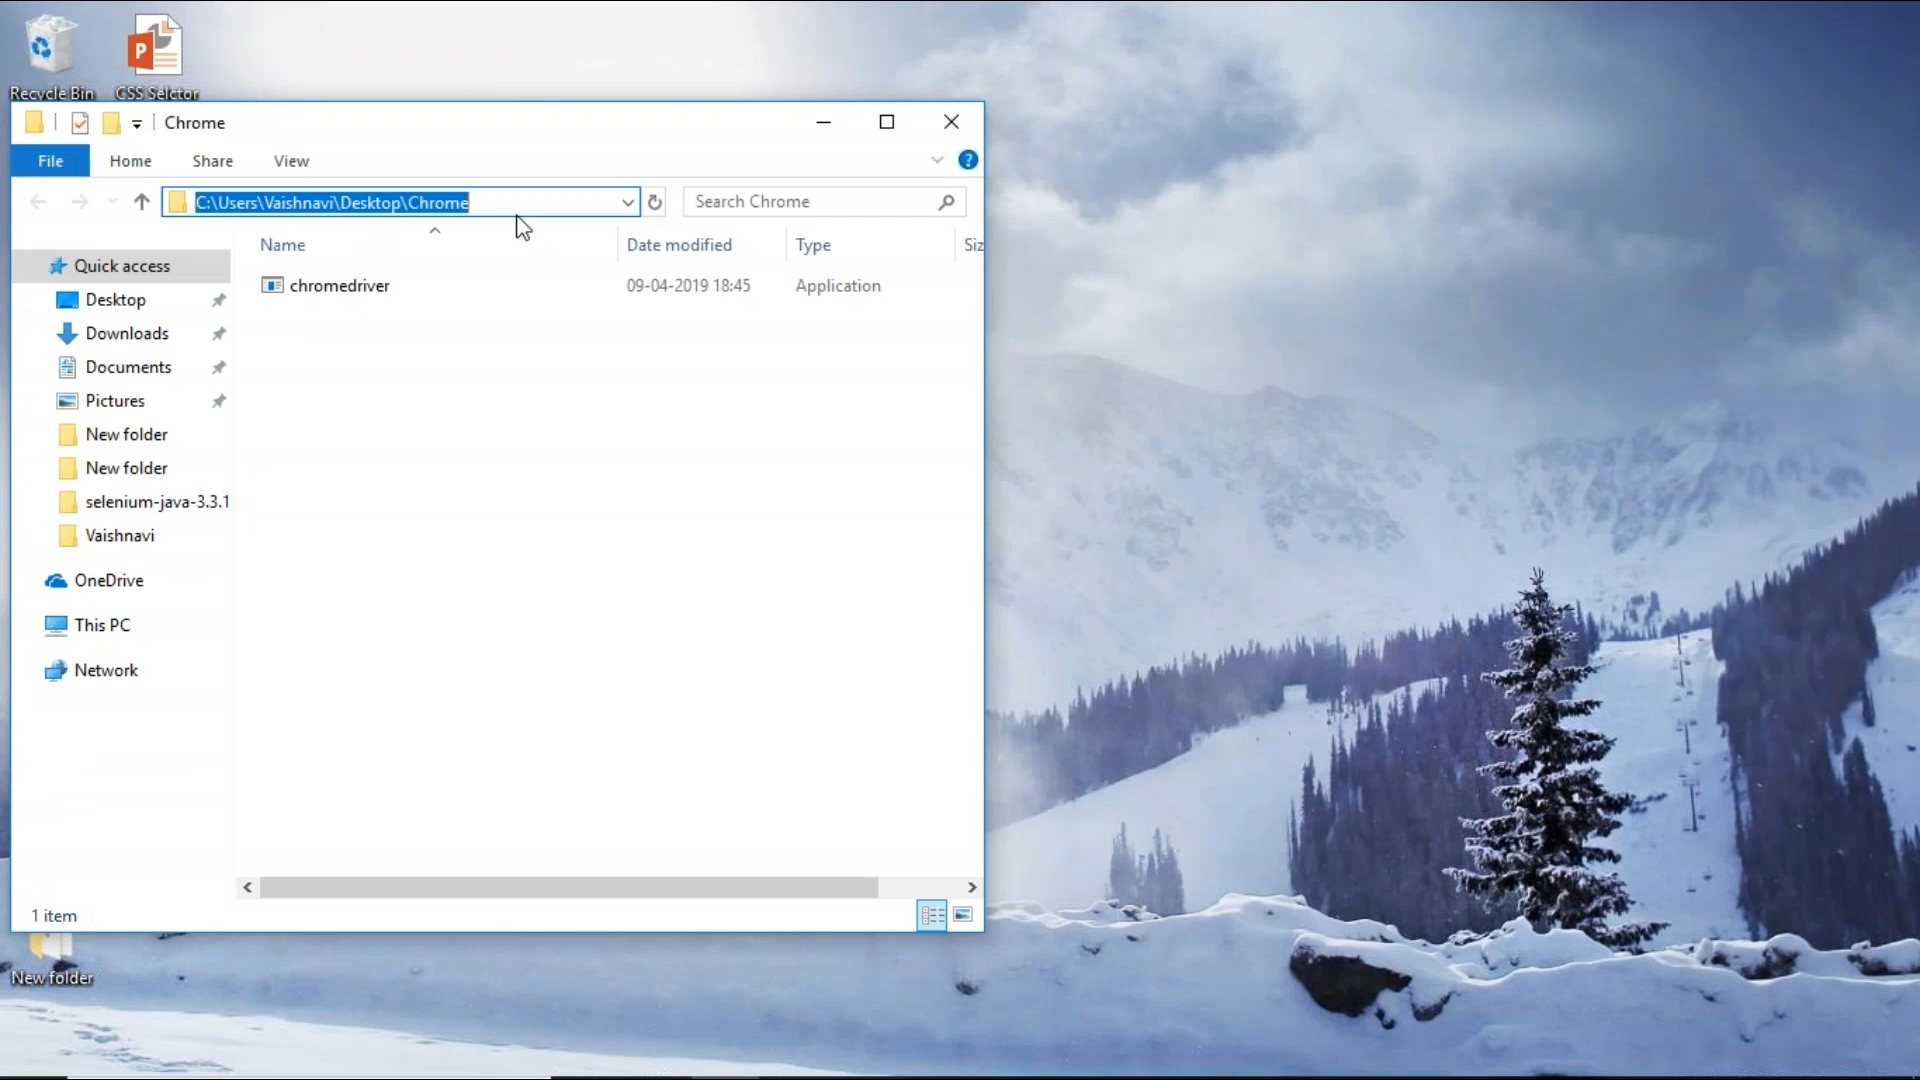 Recycle Bin
CSS Selctor
Chrome
File
Home
Share
View
C:\Users\Vaishnavi\Desktop\Chrome
Search Chrome
Name
Date modified
Type
Siz
Quick access
chromedriver
09-04-2019 18:45
Application
Desktop
Downloads
Documents
Pictures
New folder
New folder
selenium-java-3.3.1
Vaishnavi
OneDrive
This PC
Network
1 item
New folder